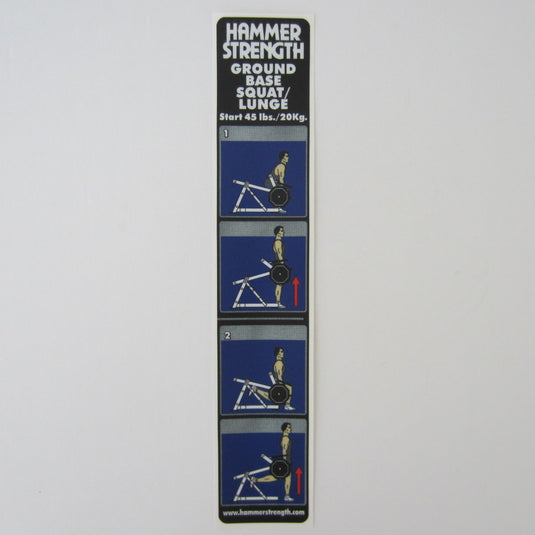 HAMMER
STRENGTH
GROUND
BASE
SQUAT/
LUNGE
Start 45 lbs./20Kg.
1
2
www.hammerstrength.com